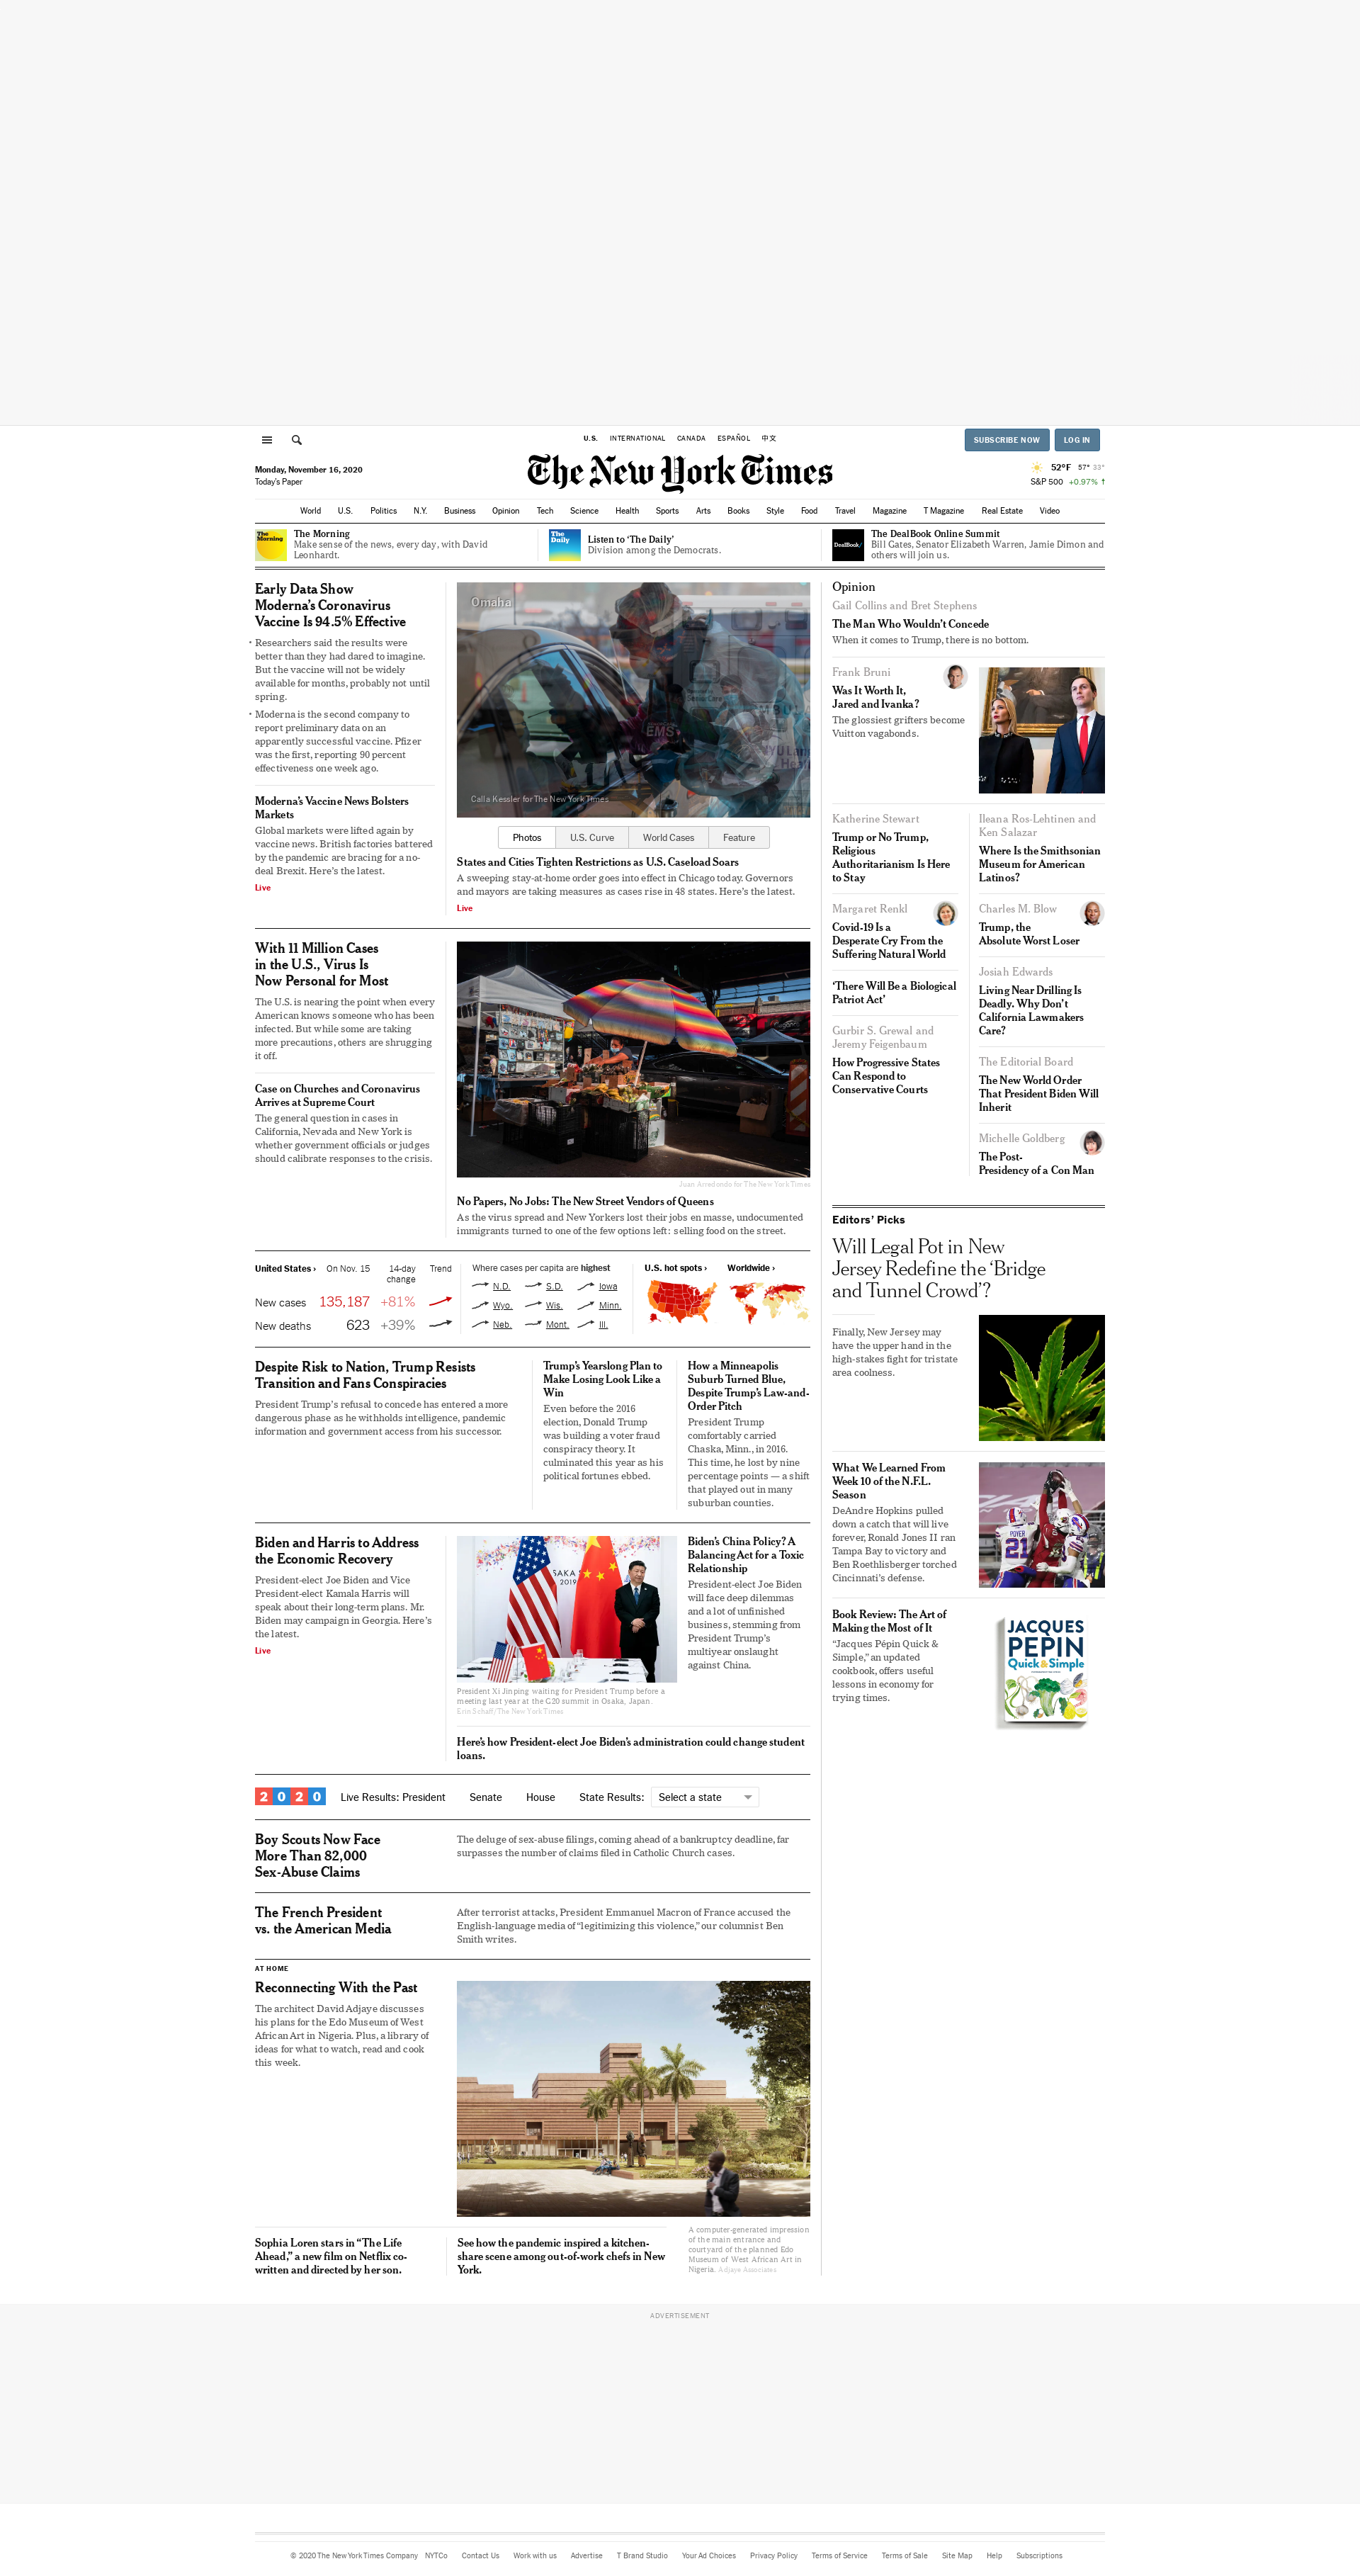 U.S. INTERNATIONAL CANADA ESPAÑOL 中文
SUBSCRIBE NOW LOG IN
Monday, November 16, 2020
Today's Paper
The New York Times
52°F 57° 33°
S&P 500 +0.97% ↑
World U.S. Politics N.Y. Business Opinion Tech Science Health Sports Arts Books Style Food Travel Magazine T Magazine Real Estate Video
The Morning
The Morning
Make sense of the news, every day, with David
Leonhardt.
The Daily
Listen to ‘The Daily’
Division among the Democrats.
DealBook/
The DealBook Online Summit
Bill Gates, Senator Elizabeth Warren, Jamie Dimon and
others will join us.
Early Data Show
Moderna’s Coronavirus
Vaccine Is 94.5% Effective
• Researchers said the results were
better than they had dared to imagine.
But the vaccine will not be widely
available for months, probably not until
spring.
• Moderna is the second company to
report preliminary data on an
apparently successful vaccine. Pfizer
was the first, reporting 90 percent
effectiveness one week ago.
Moderna’s Vaccine News Bolsters
Markets
Global markets were lifted again by
vaccine news. British factories battered
by the pandemic are bracing for a no-
deal Brexit. Here’s the latest.
Live
Omaha
EMS
Calla Kessler for The New York Times
Photos U.S. Curve World Cases Feature
States and Cities Tighten Restrictions as U.S. Caseload Soars
A sweeping stay-at-home order goes into effect in Chicago today. Governors
and mayors are taking measures as cases rise in 48 states. Here’s the latest.
Live
With 11 Million Cases
in the U.S., Virus Is
Now Personal for Most
The U.S. is nearing the point when every
American knows someone who has been
infected. But while some are taking
more precautions, others are shrugging
it off.
Case on Churches and Coronavirus
Arrives at Supreme Court
The general question in cases in
California, Nevada and New York is
whether government officials or judges
should calibrate responses to the crisis.
Juan Arredondo for The New York Times
No Papers, No Jobs: The New Street Vendors of Queens
As the virus spread and New Yorkers lost their jobs en masse, undocumented
immigrants turned to one of the few options left: selling food on the street.
United States › On Nov. 15 14-day
change Trend
New cases 135,187 +81%
New deaths 623 +39%
Where cases per capita are highest
N.D. S.D. Iowa
Wyo. Wis. Minn.
Neb. Mont. Ill.
U.S. hot spots › Worldwide ›
Despite Risk to Nation, Trump Resists
Transition and Fans Conspiracies
President Trump’s refusal to concede has entered a more
dangerous phase as he withholds intelligence, pandemic
information and government access from his successor.
Trump’s Yearslong Plan to
Make Losing Look Like a
Win
Even before the 2016
election, Donald Trump
was building a voter fraud
conspiracy theory. It
culminated this year as his
political fortunes ebbed.
How a Minneapolis
Suburb Turned Blue,
Despite Trump’s Law-and-
Order Pitch
President Trump
comfortably carried
Chaska, Minn., in 2016.
This time, he lost by nine
percentage points — a shift
that played out in many
suburban counties.
Biden and Harris to Address
the Economic Recovery
President-elect Joe Biden and Vice
President-elect Kamala Harris will
speak about their long-term plans. Mr.
Biden may campaign in Georgia. Here’s
the latest.
Live
OSAKA
2019
President Xi Jinping waiting for President Trump before a
meeting last year at the G20 summit in Osaka, Japan.
Erin Schaff/The New York Times
Biden’s China Policy? A
Balancing Act for a Toxic
Relationship
President-elect Joe Biden
will face deep dilemmas
and a lot of unfinished
business, stemming from
President Trump’s
multiyear onslaught
against China.
Here’s how President-elect Joe Biden’s administration could change student
loans.
2020 Live Results: President Senate House State Results: Select a state
Boy Scouts Now Face
More Than 82,000
Sex-Abuse Claims
The deluge of sex-abuse filings, coming ahead of a bankruptcy deadline, far
surpasses the number of claims filed in Catholic Church cases.
The French President
vs. the American Media
After terrorist attacks, President Emmanuel Macron of France accused the
English-language media of “legitimizing this violence,” our columnist Ben
Smith writes.
AT HOME
Reconnecting With the Past
The architect David Adjaye discusses
his plans for the Edo Museum of West
African Art in Nigeria. Plus, a library of
ideas for what to watch, read and cook
this week.
Sophia Loren stars in “The Life
Ahead,” a new film on Netflix co-
written and directed by her son.
See how the pandemic inspired a kitchen-
share scene among out-of-work chefs in New
York.
A computer-generated impression
of the main entrance and
courtyard of the planned Edo
Museum of West African Art in
Nigeria. Adjaye Associates
Opinion
Gail Collins and Bret Stephens
The Man Who Wouldn’t Concede
When it comes to Trump, there is no bottom.
Frank Bruni
Was It Worth It,
Jared and Ivanka?
The glossiest grifters become
Vuitton vagabonds.
Katherine Stewart
Trump or No Trump,
Religious
Authoritarianism Is Here
to Stay
Margaret Renkl
Covid-19 Is a
Desperate Cry From the
Suffering Natural World
‘There Will Be a Biological
Patriot Act’
Gurbir S. Grewal and
Jeremy Feigenbaum
How Progressive States
Can Respond to
Conservative Courts
Ileana Ros-Lehtinen and
Ken Salazar
Where Is the Smithsonian
Museum for American
Latinos?
Charles M. Blow
Trump, the
Absolute Worst Loser
Josiah Edwards
Living Near Drilling Is
Deadly. Why Don’t
California Lawmakers
Care?
The Editorial Board
The New World Order
That President Biden Will
Inherit
Michelle Goldberg
The Post-
Presidency of a Con Man
Editors’ Picks
Will Legal Pot in New
Jersey Redefine the ‘Bridge
and Tunnel Crowd’?
Finally, New Jersey may
have the upper hand in the
high-stakes fight for tristate
area coolness.
What We Learned From
Week 10 of the N.F.L.
Season
DeAndre Hopkins pulled
down a catch that will live
forever, Ronald Jones II ran
Tampa Bay to victory and
Ben Roethlisberger torched
Cincinnati’s defense.
POYER
21
Book Review: The Art of
Making the Most of It
“Jacques Pépin Quick &
Simple,” an updated
cookbook, offers useful
lessons in economy for
trying times.
JACQUES
PÉPIN
Quick & Simple
ADVERTISEMENT
© 2020 The New York Times Company NYTCo Contact Us Work with us Advertise T Brand Studio Your Ad Choices Privacy Policy Terms of Service Terms of Sale Site Map Help Subscriptions